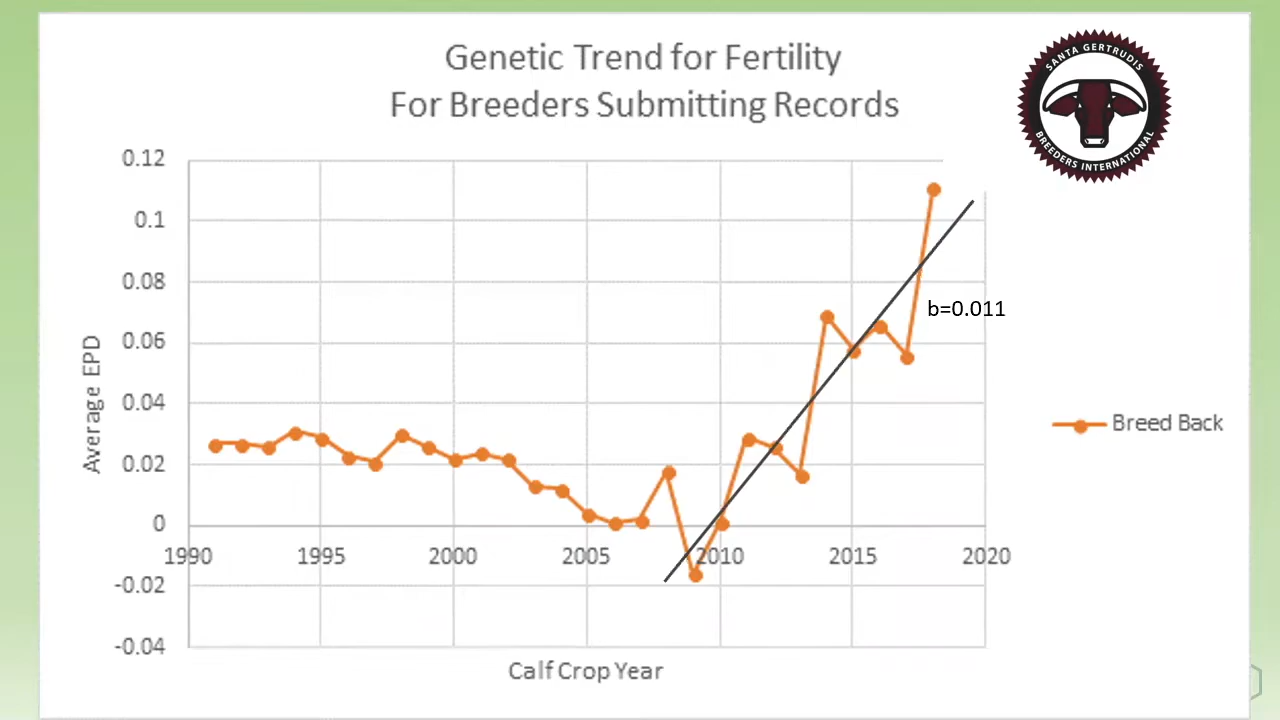 Genetic Trend for Fertility
For Breeders Submitting Records
SANTA GERTRUDIS
BREEDERS INTERNATIONAL
0.12
0.1
0.08
0.06
0.04
0.02
0
-0.02
-0.04
Average EPD
1990 1995 2000 2005 2010 2015 2020
Calf Crop Year
b=0.011
Breed Back